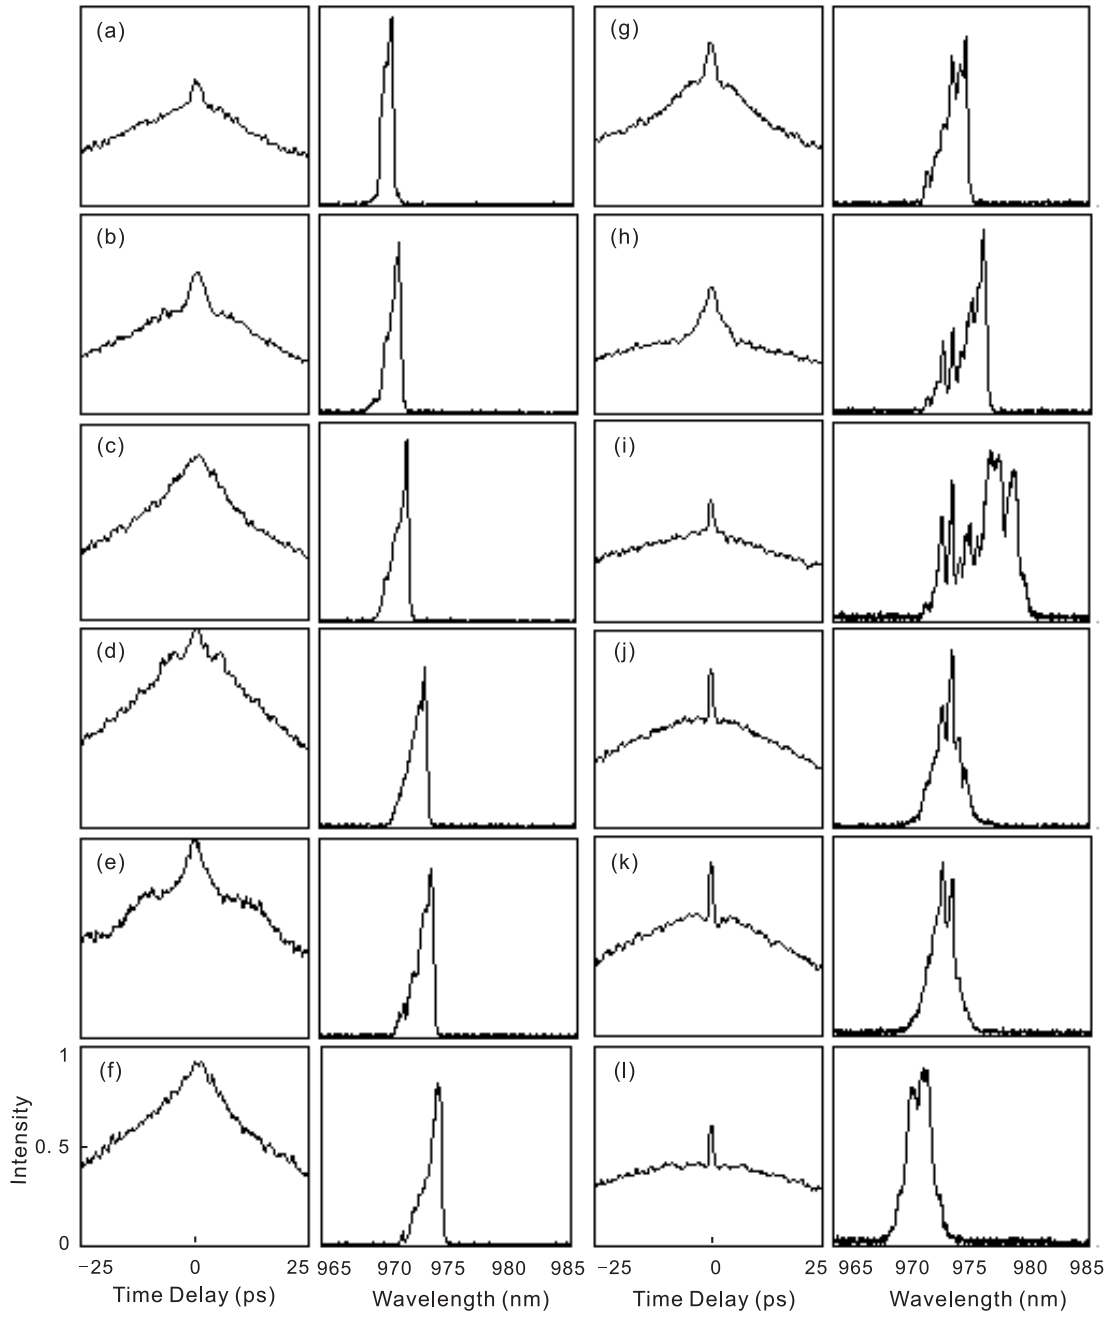 (a)
(g)
(b)
(h)
(c)
(i)
(d)
(j)
(e)
(k)
(f)
(l)
1
0.5
0
Intensity
−25 0 25
965 970 975 980 985
−25 0 25
965 970 975 980 985
Time Delay (ps)
Wavelength (nm)
Time Delay (ps)
Wavelength (nm)